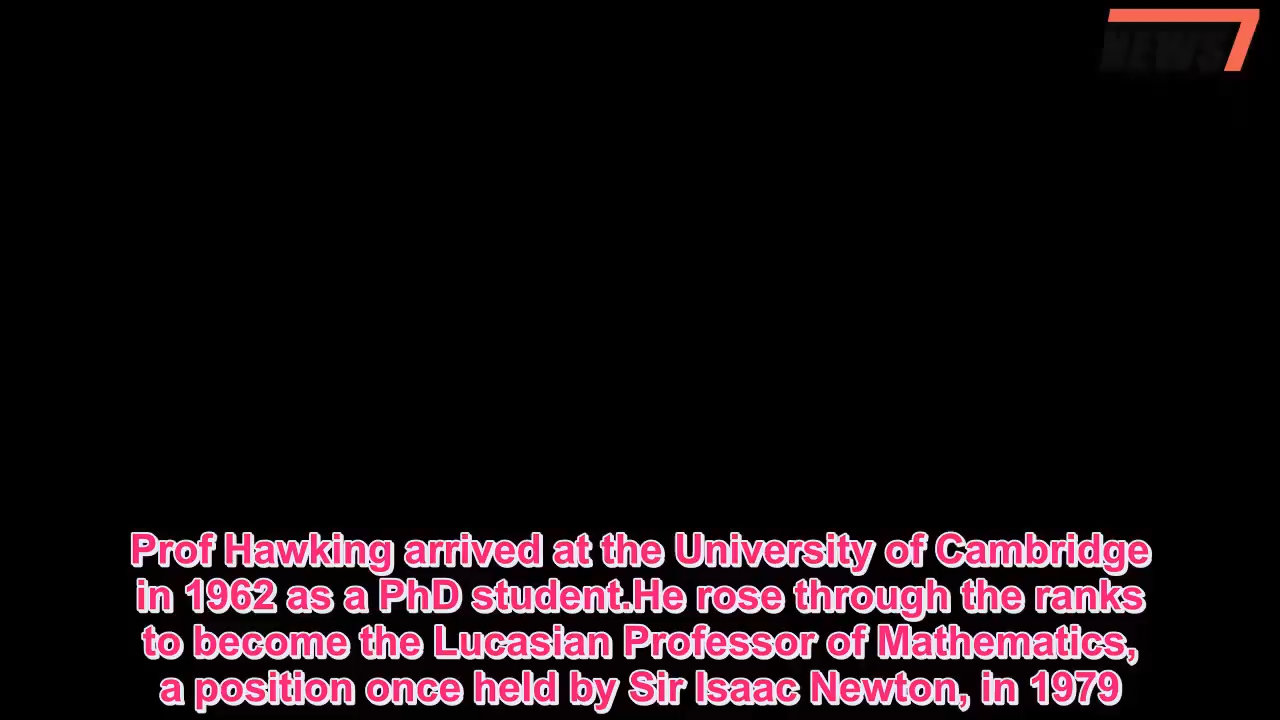 NEWS7
Prof Hawking arrived at the University of Cambridge
in 1962 as a PhD student.He rose through the ranks
to become the Lucasian Professor of Mathematics,
a position once held by Sir Isaac Newton, in 1979